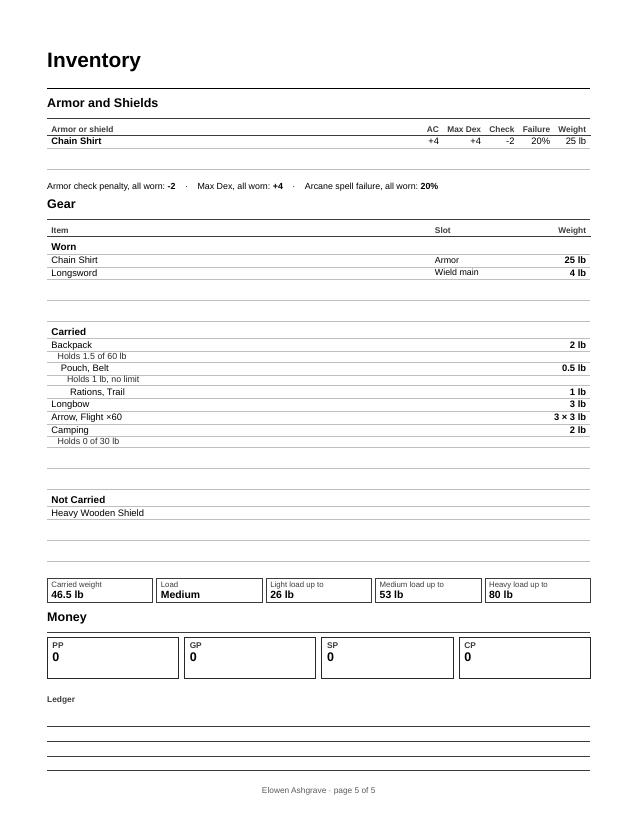 Inventory
Armor and Shields
Armor or shield AC Max Dex Check Failure Weight
Chain Shirt +4 +4 -2 20% 25 lb
Armor check penalty, all worn: -2 · Max Dex, all worn: +4 · Arcane spell failure, all worn: 20%
Gear
Item Slot Weight
Worn
Chain Shirt Armor 25 lb
Longsword Wield main 4 lb
Carried
Backpack 2 lb
Holds 1.5 of 60 lb
Pouch, Belt 0.5 lb
Holds 1 lb, no limit
Rations, Trail 1 lb
Longbow 3 lb
Arrow, Flight ×60 3 × 3 lb
Camping 2 lb
Holds 0 of 30 lb
Not Carried
Heavy Wooden Shield
Carried weight Load Light load up to Medium load up to Heavy load up to
46.5 lb Medium 26 lb 53 lb 80 lb
Money
PP GP SP CP
0 0 0 0
Ledger
Elowen Ashgrave · page 5 of 5